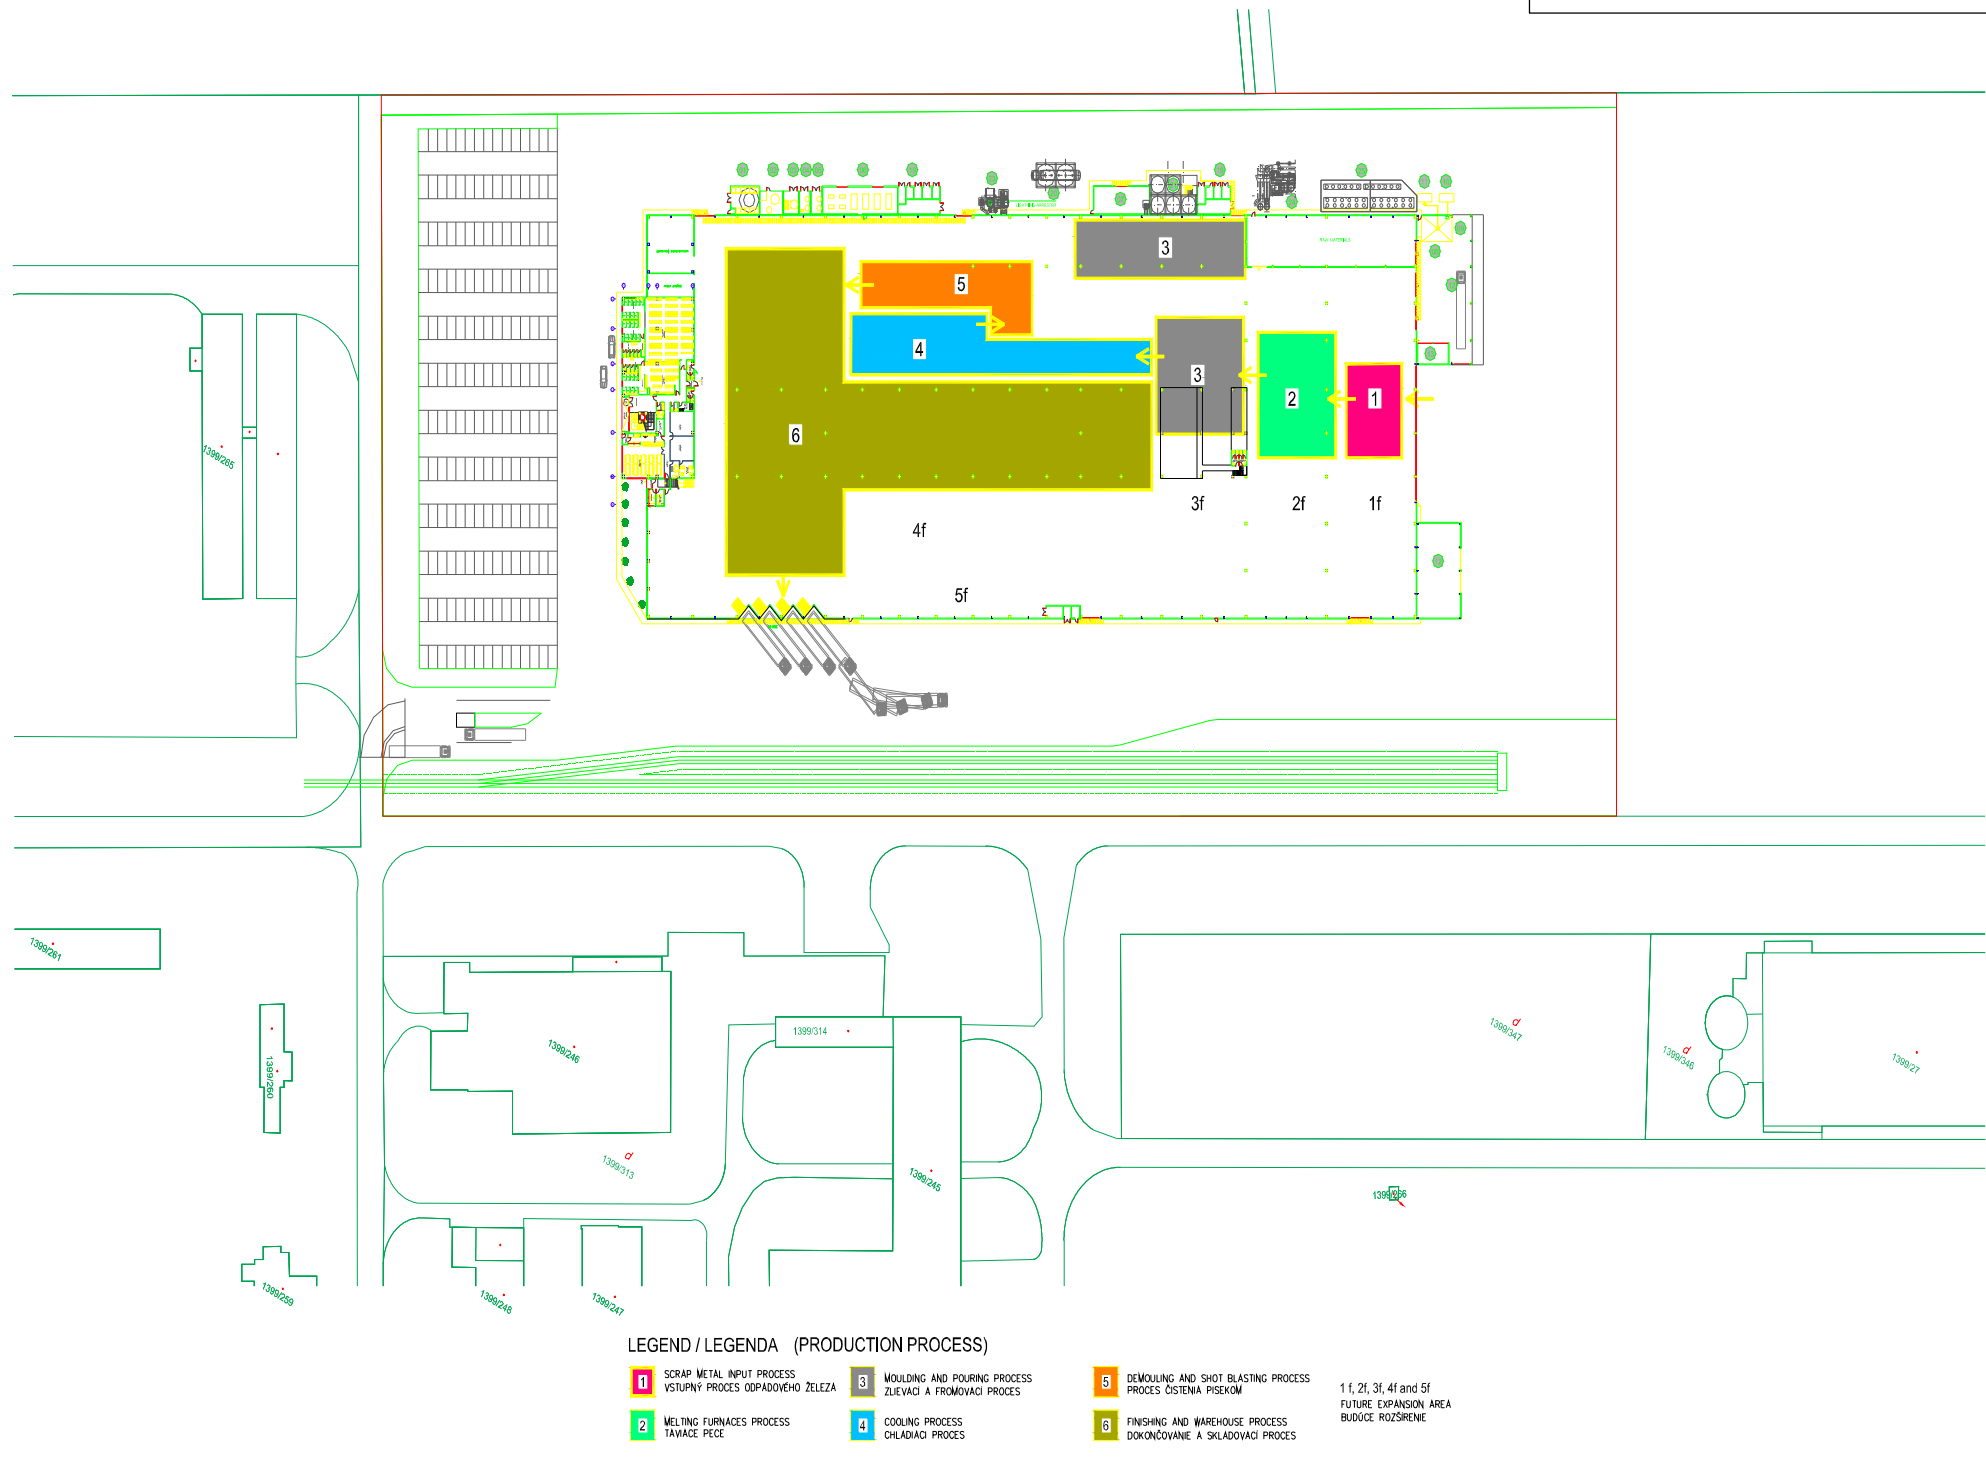 RAW MATERIALS
3
5
4
3
2
1
6
3f
2f
1f
4f
5f
1399/265
1399/261
1399/260
1399/259
1399/246
1399/314
1399/313
1399/245
1399/248
1399/247
1399/347
1399/346
1399/27
1399/266
LEGEND / LEGENDA (PRODUCTION PROCESS)
1 SCRAP METAL INPUT PROCESS
VSTUPNÝ PROCES ODPADOVÉHO ŽELEZA
2 MELTING FURNACES PROCESS
TAVIACE PECE
3 MOULDING AND POURING PROCESS
ZLIEVACÍ A FROMOVACÍ PROCES
4 COOLING PROCESS
CHLADIACI PROCES
5 DEMOULING AND SHOT BLASTING PROCESS
PROCES ČISTENIA PISEKOM
6 FINISHING AND WAREHOUSE PROCESS
DOKONČOVANIE A SKLADOVACÍ PROCES
1 f, 2f, 3f, 4f and 5f
FUTURE EXPANSION AREA
BUDÚCE ROZŠÍRENIE